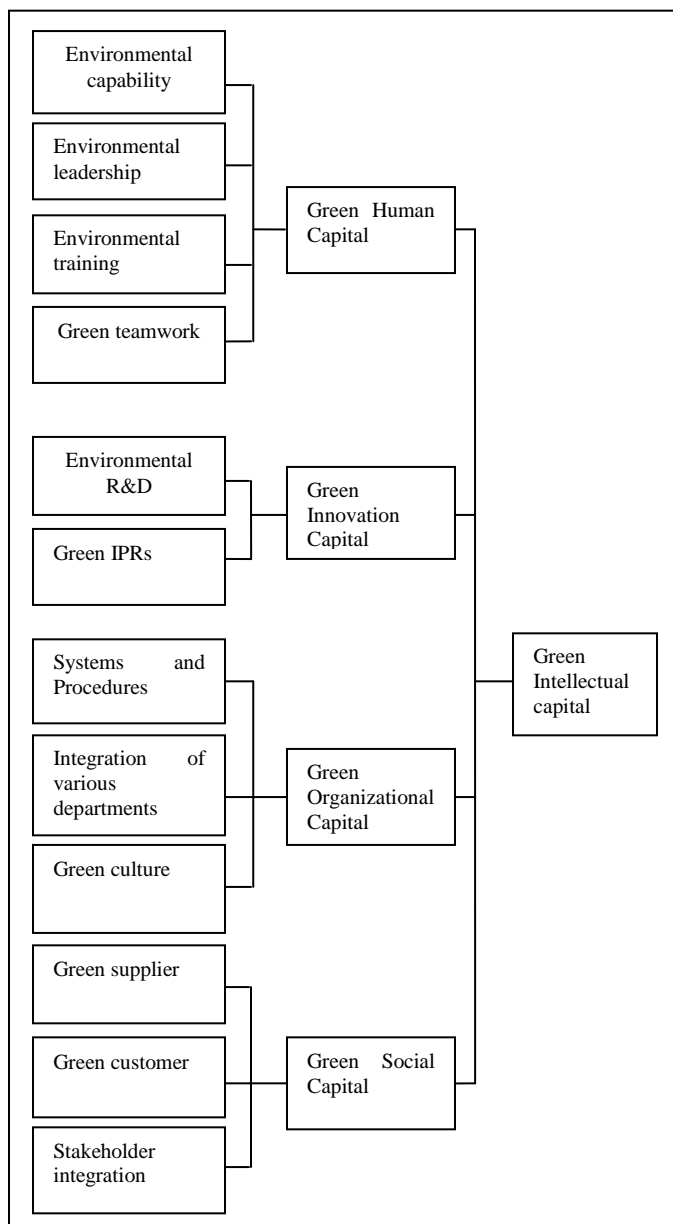 Environmental
capability
Environmental
leadership
Environmental
training
Green teamwork
Green Human
Capital
Environmental
R&D
Green IPRs
Green
Innovation
Capital
Systems and
Procedures
Integration of
various
departments
Green culture
Green
Organizational
Capital
Green supplier
Green customer
Stakeholder
integration
Green Social
Capital
Green
Intellectual
capital